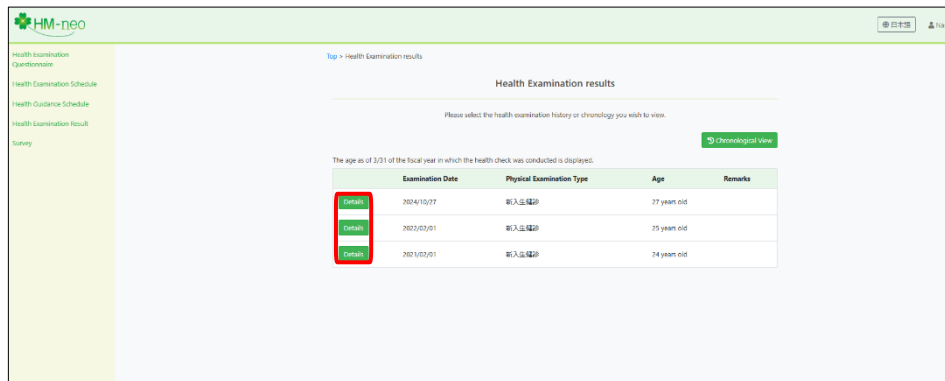 HM-neo
日本語
Health Examination
Questionnaire
Health Examination Schedule
Health Guidance Schedule
Health Examination Result
Survey
Top > Health Examination results
Health Examination results
Please select the health examination history or chronology you wish to view.
Chronological View
The age as of 3/31 of the fiscal year in which the health check was conducted is displayed.
Examination Date Physical Examination Type Age Remarks
Details 2024/10/27 新入生健診 27 years old
Details 2022/02/01 新入生健診 25 years old
Details 2021/02/01 新入生健診 24 years old